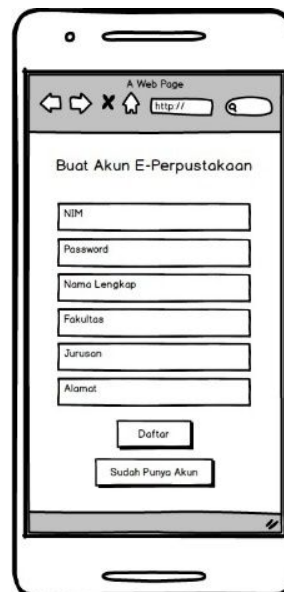 A Web Page
http://
Buat Akun E-Perpustakaan
NIM
Password
Nama Lengkap
Fakultas
Jurusan
Alamat
Daftar
Sudah Punya Akun